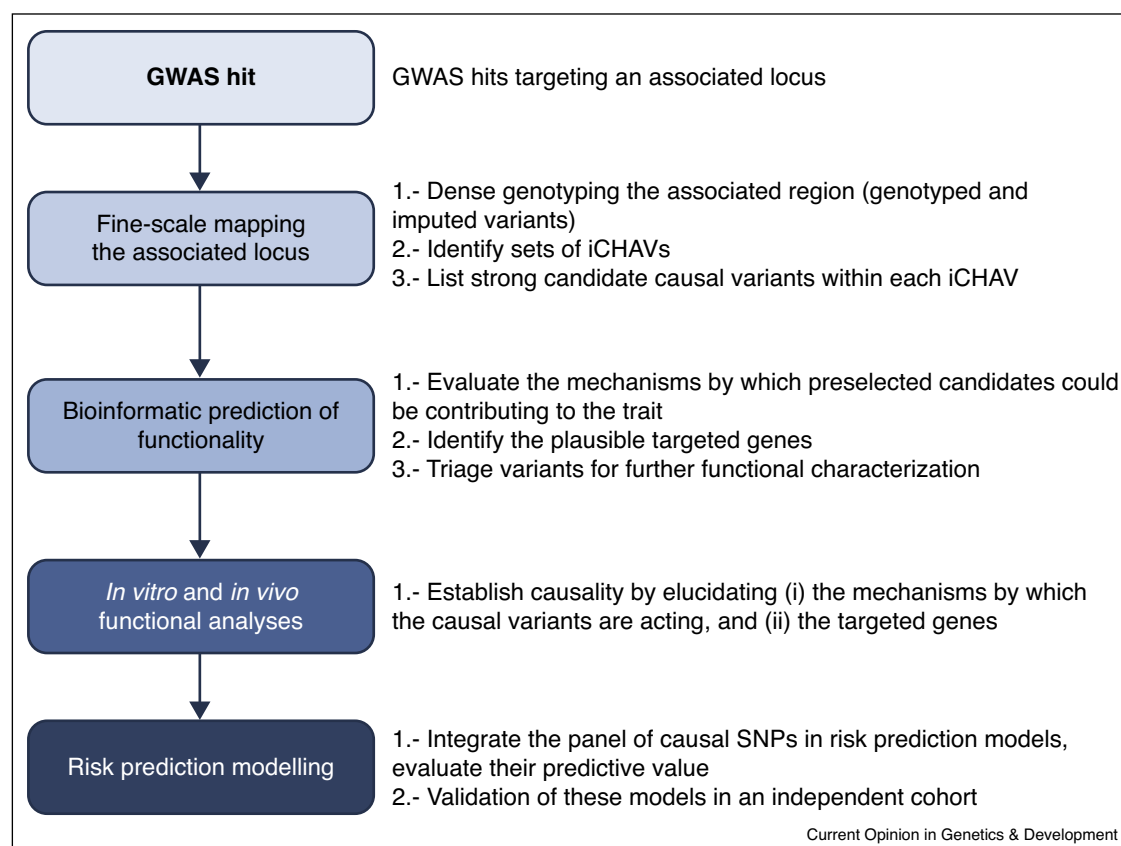 GWAS hit
GWAS hits targeting an associated locus
Fine-scale mapping
the associated locus
1.- Dense genotyping the associated region (genotyped and
imputed variants)
2.- Identify sets of iCHAVs
3.- List strong candidate causal variants within each iCHAV
Bioinformatic prediction of
functionality
1.- Evaluate the mechanisms by which preselected candidates could
be contributing to the trait
2.- Identify the plausible targeted genes
3.- Triage variants for further functional characterization
In vitro and in vivo
functional analyses
1.- Establish causality by elucidating (i) the mechanisms by which
the causal variants are acting, and (ii) the targeted genes
Risk prediction modelling
1.- Integrate the panel of causal SNPs in risk prediction models,
evaluate their predictive value
2.- Validation of these models in an independent cohort
Current Opinion in Genetics & Development